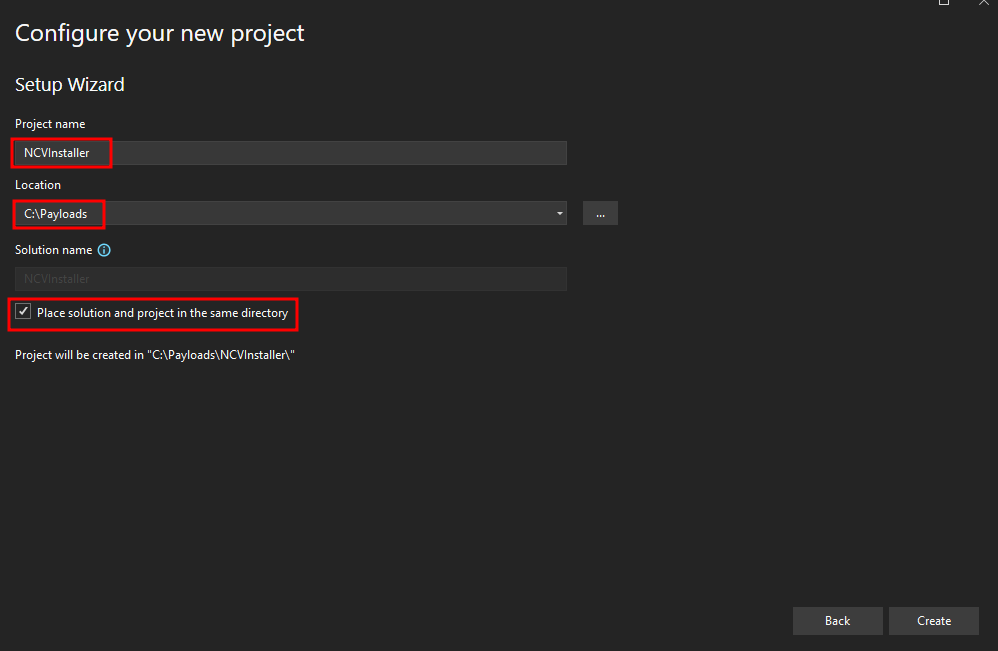 Configure your new project
Setup Wizard
Project name
NCVInstaller
Location
C:\Payloads
...
Solution name
NCVInstaller
Place solution and project in the same directory
Project will be created in "C:\Payloads\NCVInstaller\"
Back
Create